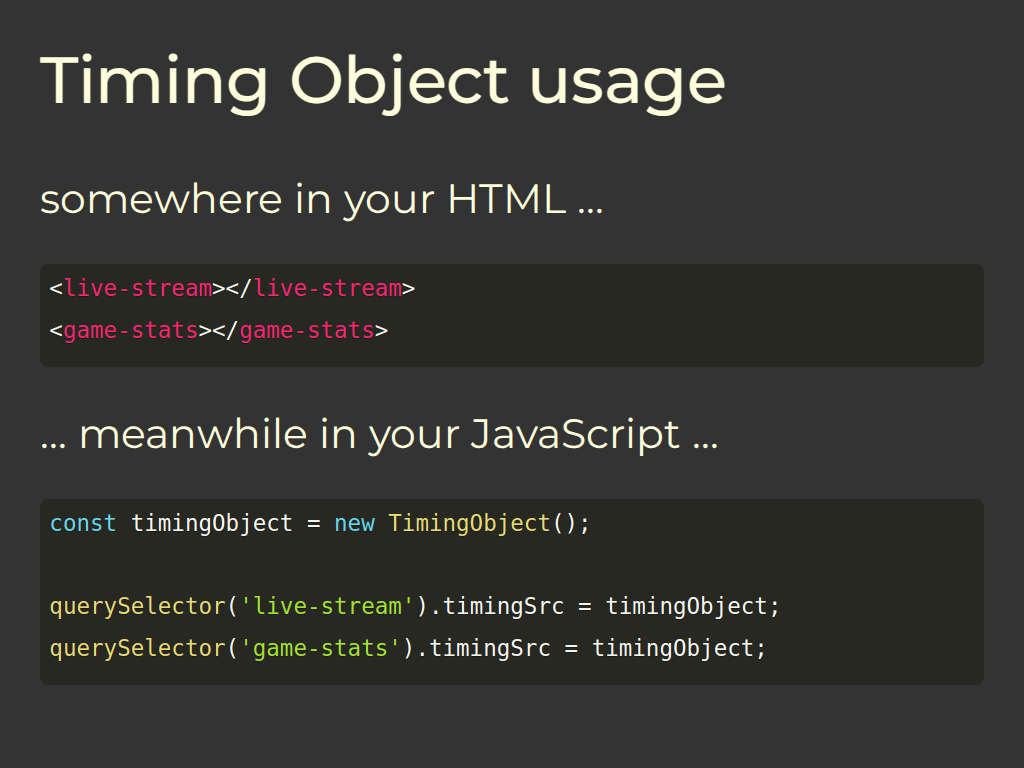 Timing Object usage
somewhere in your HTML ...
<live-stream></live-stream>
<game-stats></game-stats>
... meanwhile in your JavaScript ...
const timingObject = new TimingObject();
querySelector('live-stream').timingSrc = timingObject;
querySelector('game-stats').timingSrc = timingObject;